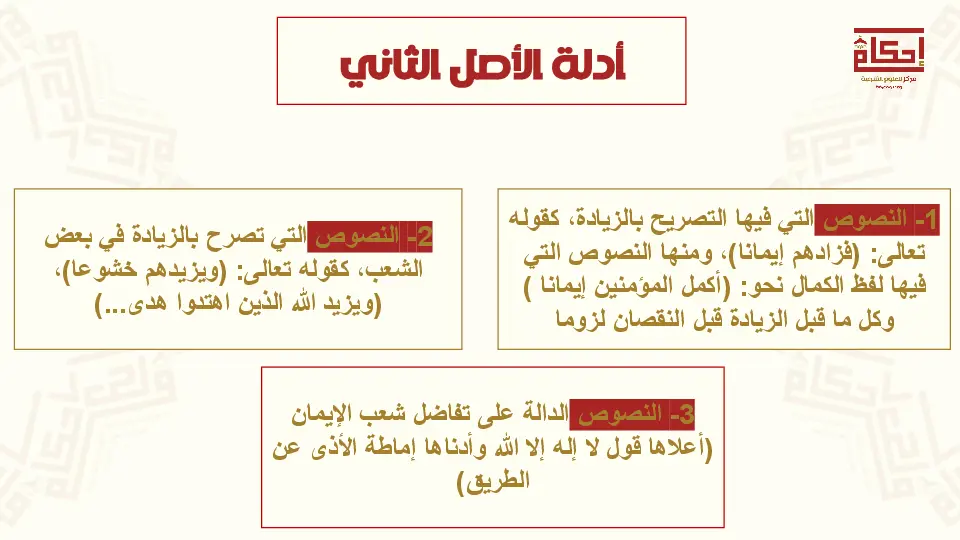 أدلة الأصل الثاني
إحكام
مركز للعلوم الشرعية
1- النصوص التي فيها التصريح بالزيادة، كقوله
تعالى: (فزادهم إيمانا)، ومنها النصوص التي
فيها لفظ الكمال نحو: (أكمل المؤمنين إيمانا )
وكل ما قبل الزيادة قبل النقصان لزوما
2- النصوص التي تصرح بالزيادة في بعض
الشعب، كقوله تعالى: (ويزيدهم خشوعا)،
(ويزيد الله الذين اهتدوا هدى...)
3- النصوص الدالة على تفاضل شعب الإيمان
(أعلاها قول لا إله إلا الله وأدناها إماطة الأذى عن
الطريق)